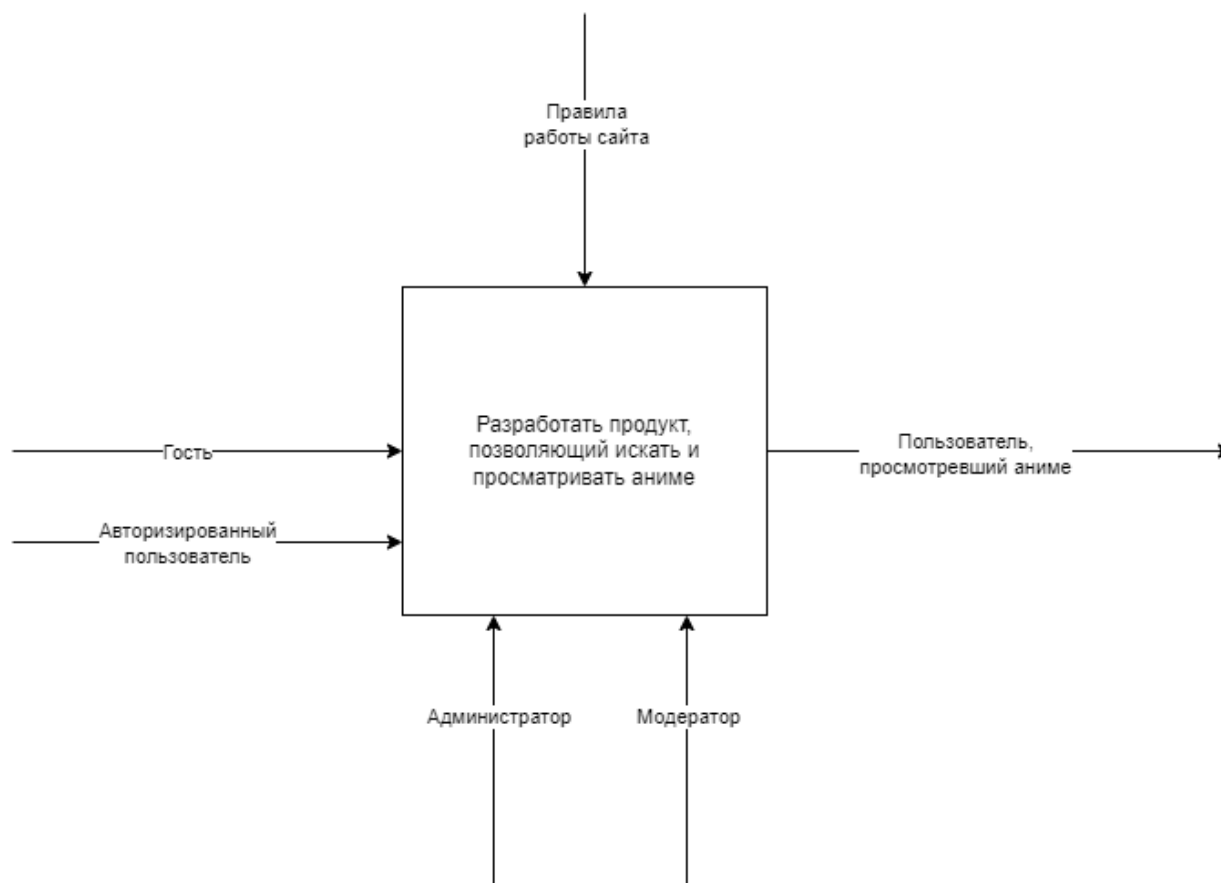 Правила
работы сайта
Разработать продукт,
позволяющий искать и
просматривать аниме
Гость
Пользователь,
просмотревший аниме
Авторизированный
пользователь
Администратор
Модератор